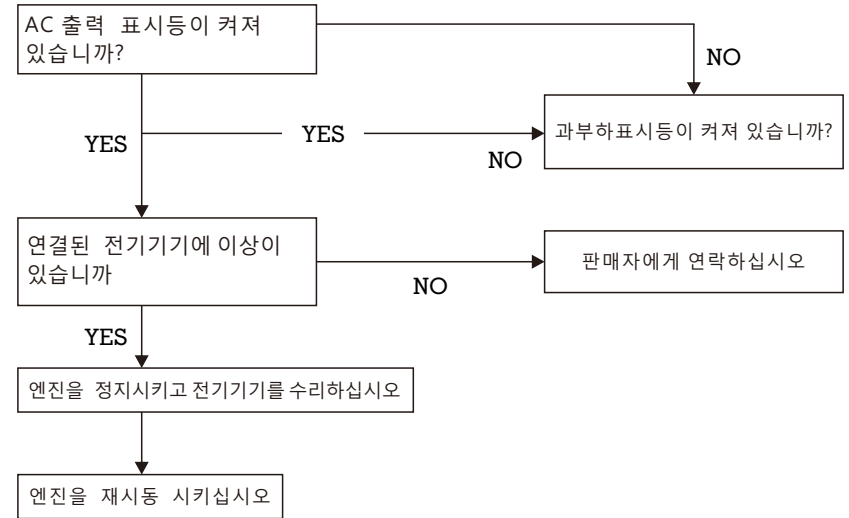 AC 출력 표시등이 켜져
있습니까?
NO
YES
YES
과부하표시등이 켜져 있습니까?
NO
연결된 전기기기에 이상이
있습니까
판매자에게 연락하십시오
NO
YES
엔진을 정지시키고 전기기기를 수리하십시오
엔진을 재시동 시키십시오